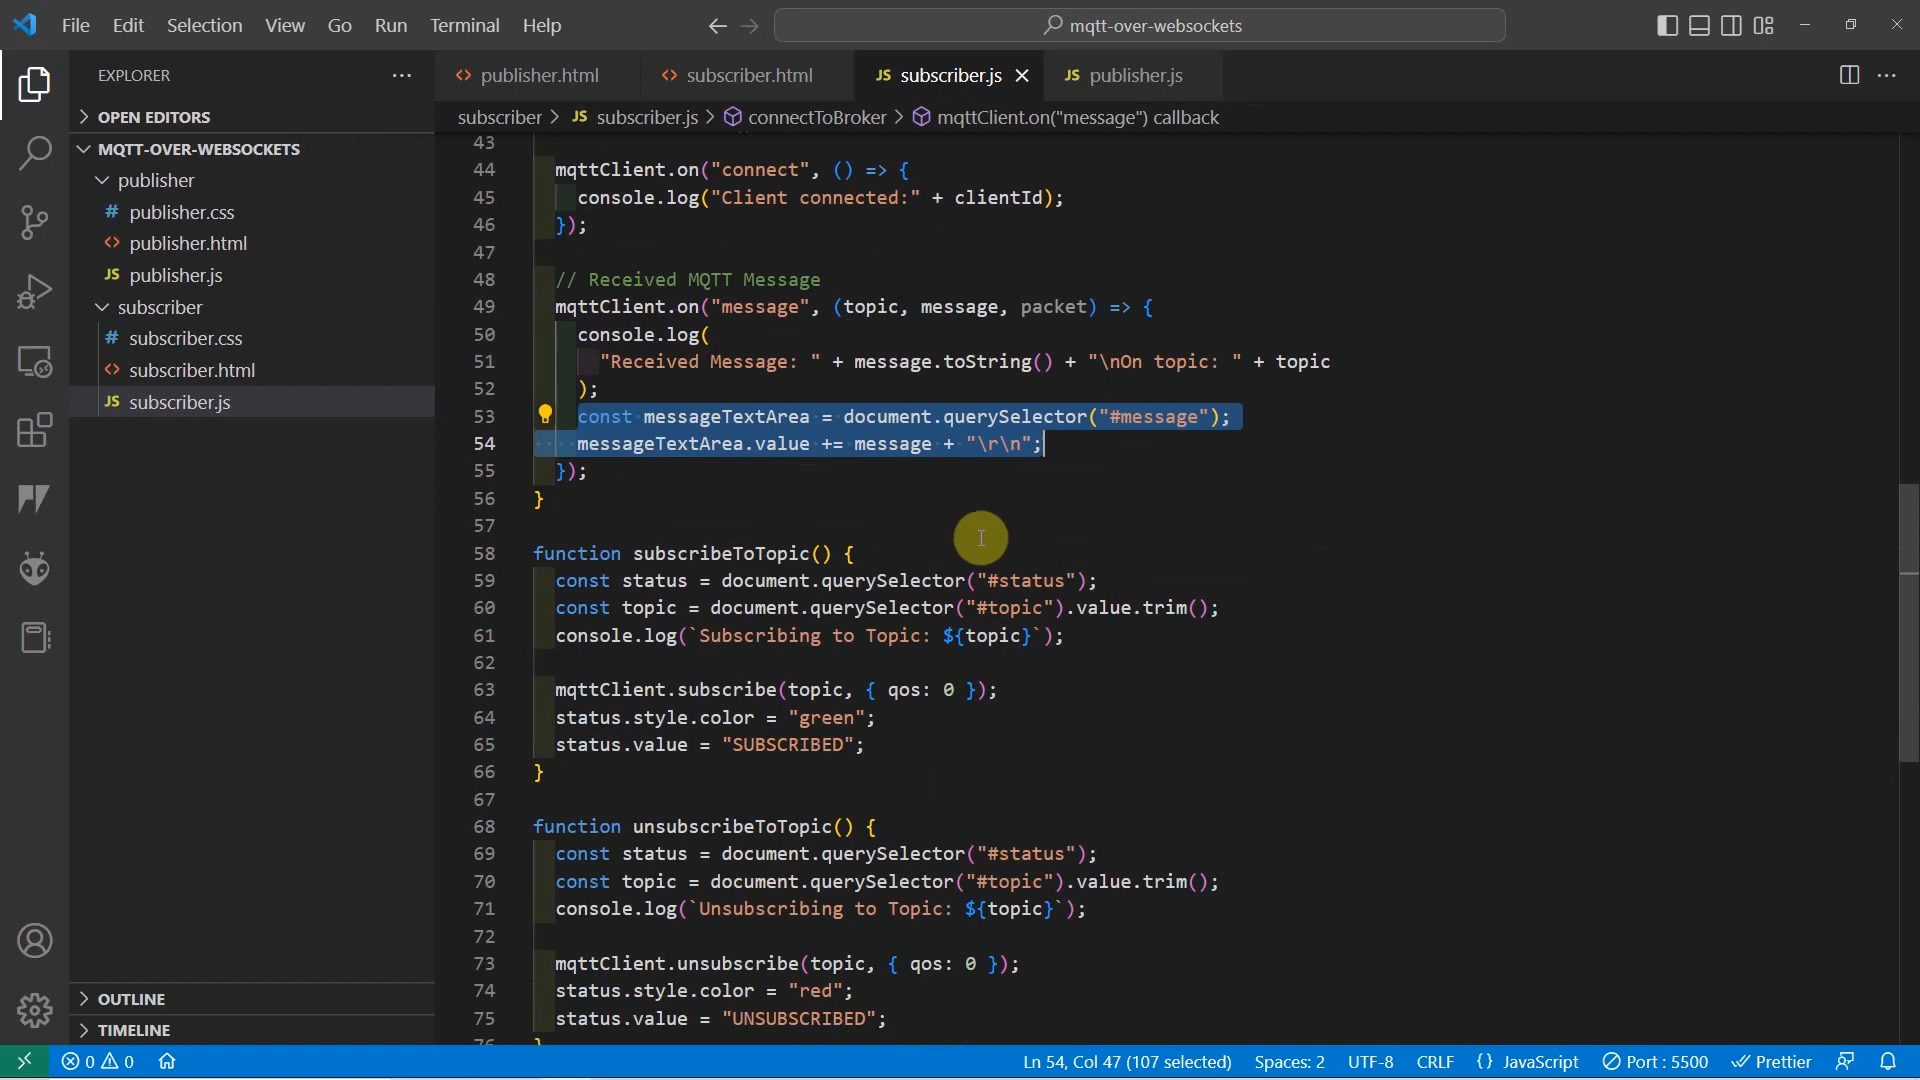 File Edit Selection View Go Run Terminal Help
mqtt-over-websockets
EXPLORER
OPEN EDITORS
MQTT-OVER-WEBSOCKETS
publisher
# publisher.css
<> publisher.html
JS publisher.js
subscriber
# subscriber.css
<> subscriber.html
JS subscriber.js
OUTLINE
TIMELINE
<> publisher.html <> subscriber.html JS subscriber.js JS publisher.js
subscriber > JS subscriber.js > connectToBroker > mqttClient.on("message") callback
43
44 mqttClient.on("connect", () => {
45 console.log("Client connected:" + clientId);
46 });
47
48 // Received MQTT Message
49 mqttClient.on("message", (topic, message, packet) => {
50 console.log(
51 "Received Message: " + message.toString() + "\nOn topic: " + topic
52 );
53 const messageTextArea = document.querySelector("#message");
54 messageTextArea.value += message + "\r\n";
55 });
56 }
57
58 function subscribeToTopic() {
59 const status = document.querySelector("#status");
60 const topic = document.querySelector("#topic").value.trim();
61 console.log(`Subscribing to Topic: ${topic}`);
62
63 mqttClient.subscribe(topic, { qos: 0 });
64 status.style.color = "green";
65 status.value = "SUBSCRIBED";
66 }
67
68 function unsubscribeToTopic() {
69 const status = document.querySelector("#status");
70 const topic = document.querySelector("#topic").value.trim();
71 console.log(`Unsubscribing to Topic: ${topic}`);
72
73 mqttClient.unsubscribe(topic, { qos: 0 });
74 status.style.color = "red";
75 status.value = "UNSUBSCRIBED";
76 }
0 0 Ln 54, Col 47 (107 selected) Spaces: 2 UTF-8 CRLF {} JavaScript Port : 5500 Prettier